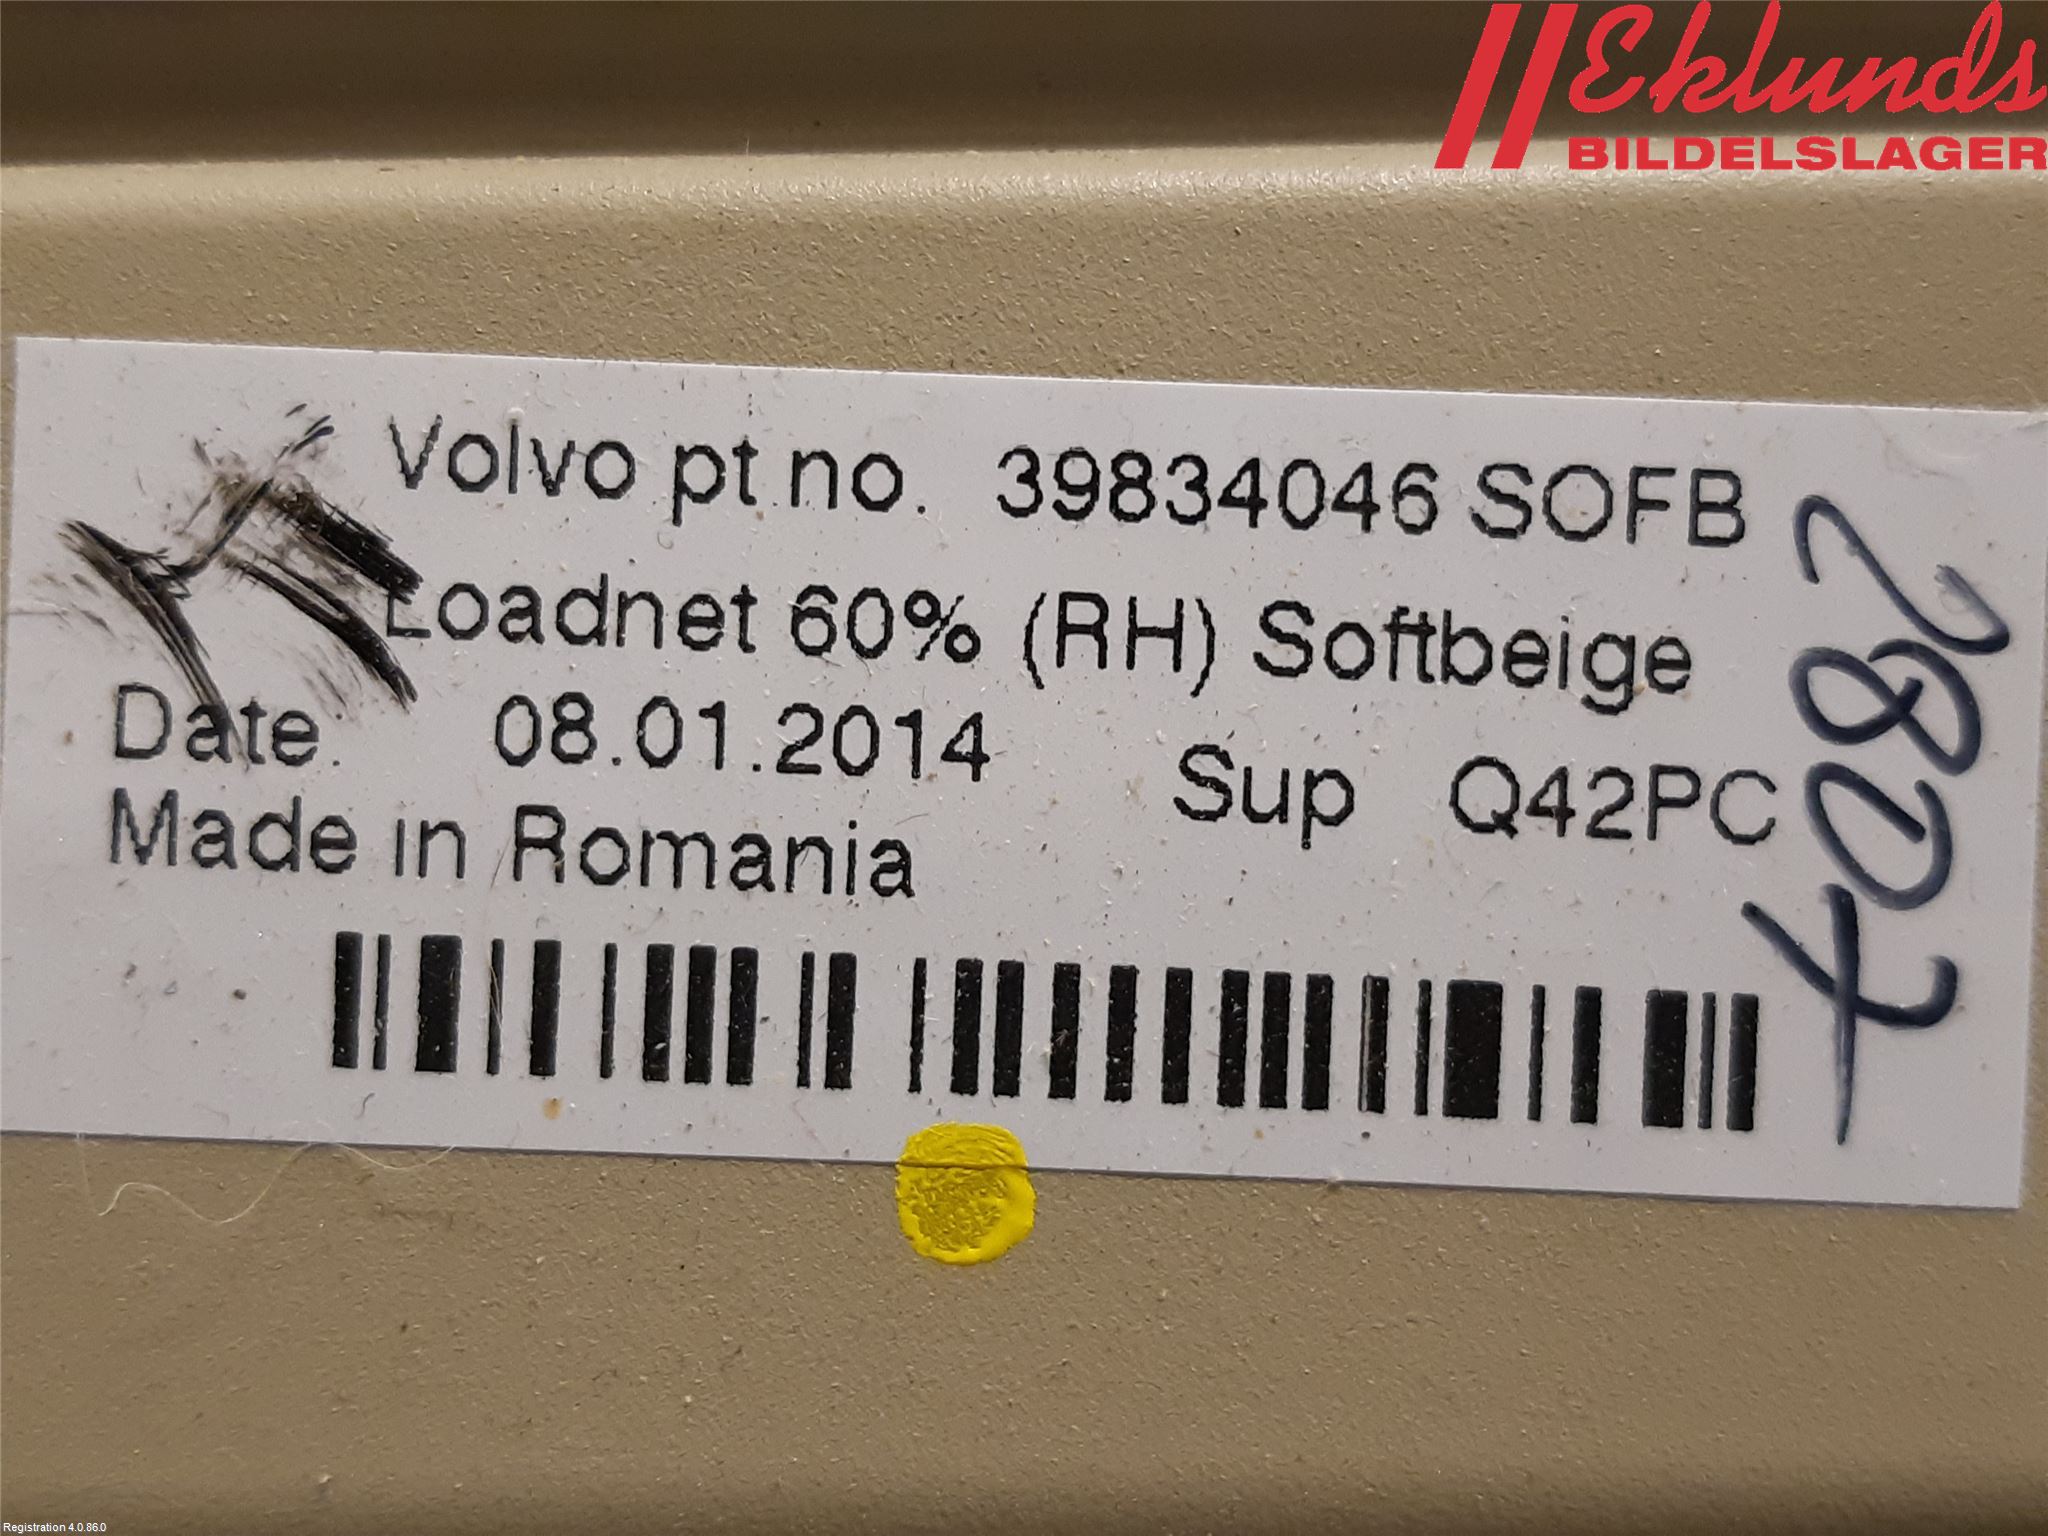 Eklunds
BILDELSLAGER
Volvo pt no. 39834046 SOFB
Loadnet 60% (RH) Softbeige
Date. 08.01.2014 Sup Q42PC
Made in Romania
2807
Registration 4.0.86.0